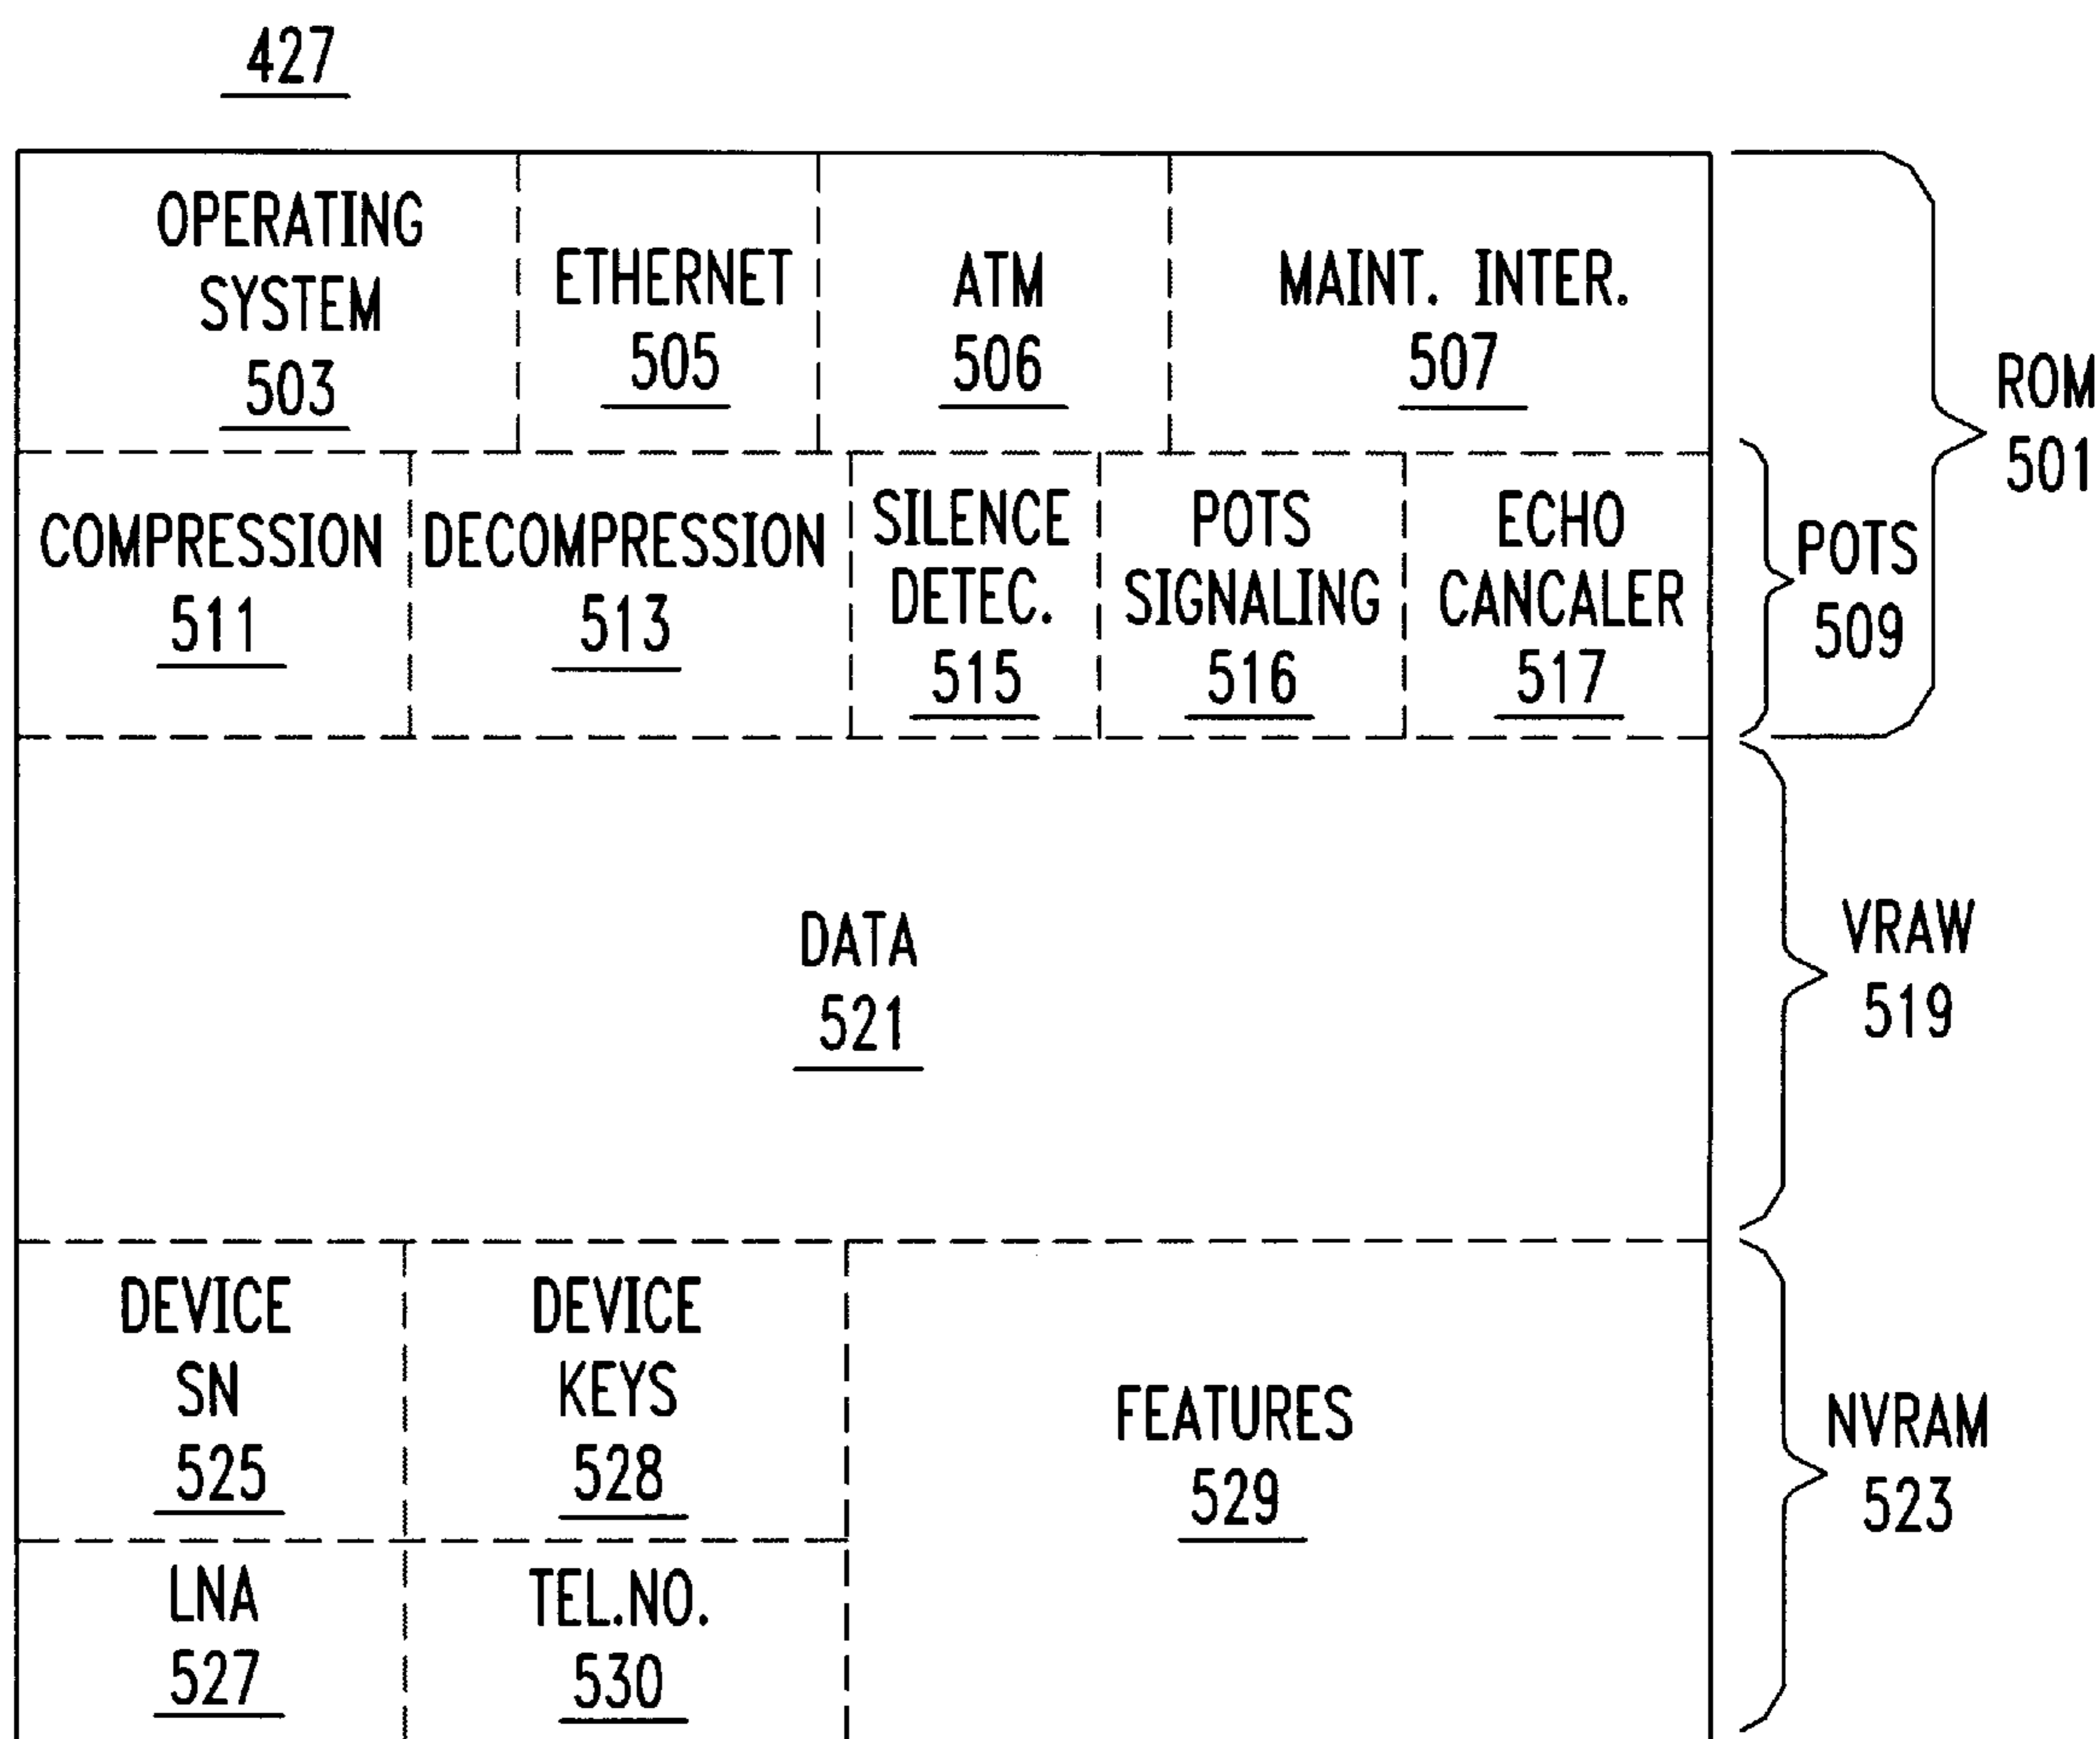 427
OPERATING
SYSTEM
503
ETHERNET
505
ATM
506
MAINT. INTER.
507
ROM
501
COMPRESSION
511
DECOMPRESSION
513
SILENCE
DETEC.
515
POTS
SIGNALING
516
ECHO
CANCALER
517
POTS
509
DATA
521
VRAW
519
DEVICE
SN
525
DEVICE
KEYS
528
FEATURES
529
NVRAM
523
LNA
527
TEL.NO.
530